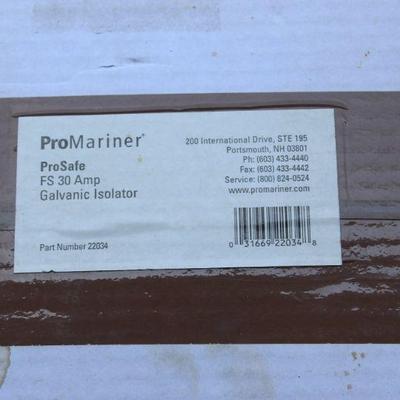 ProMariner®
ProSafe
FS 30 Amp
Galvanic Isolator
Part Number 22034
200 International Drive, STE 195
Portsmouth, NH 03801
Ph: (603) 433-4440
Fax: (603) 433-4442
Service: (800) 824-0524
www.promariner.com
0 31669 22034 8